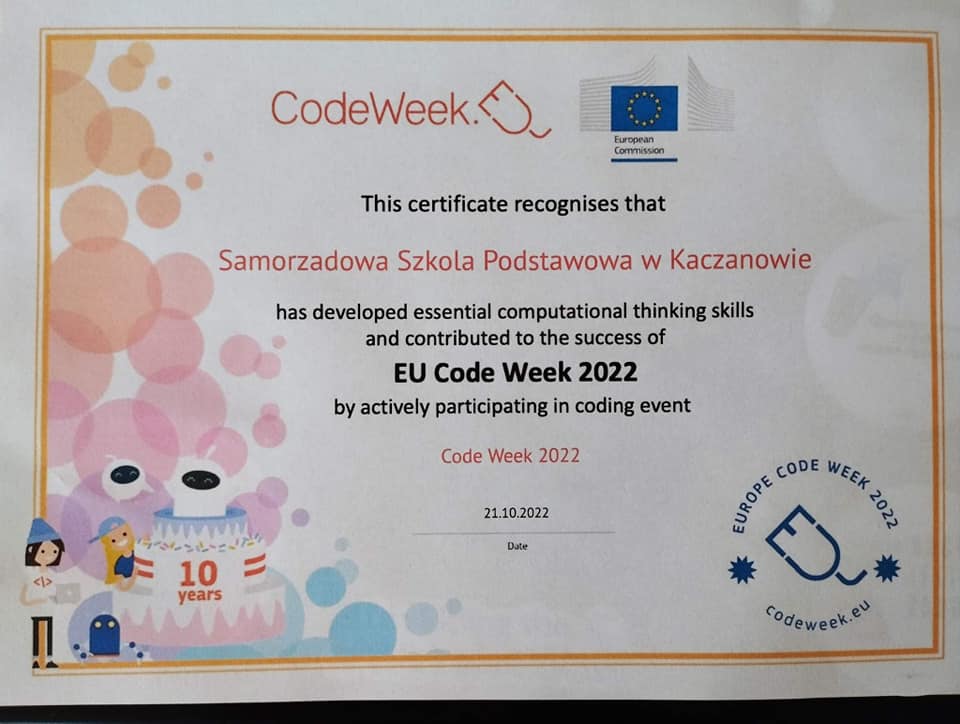 CodeWeek.EU
European
Commission
This certificate recognises that
Samorzadowa Szkola Podstawowa w Kaczanowie
has developed essential computational thinking skills
and contributed to the success of
EU Code Week 2022
by actively participating in coding event
Code Week 2022
21.10.2022
Date
10
years
</>
EUROPE CODE WEEK 2022
EU
codeweek.eu